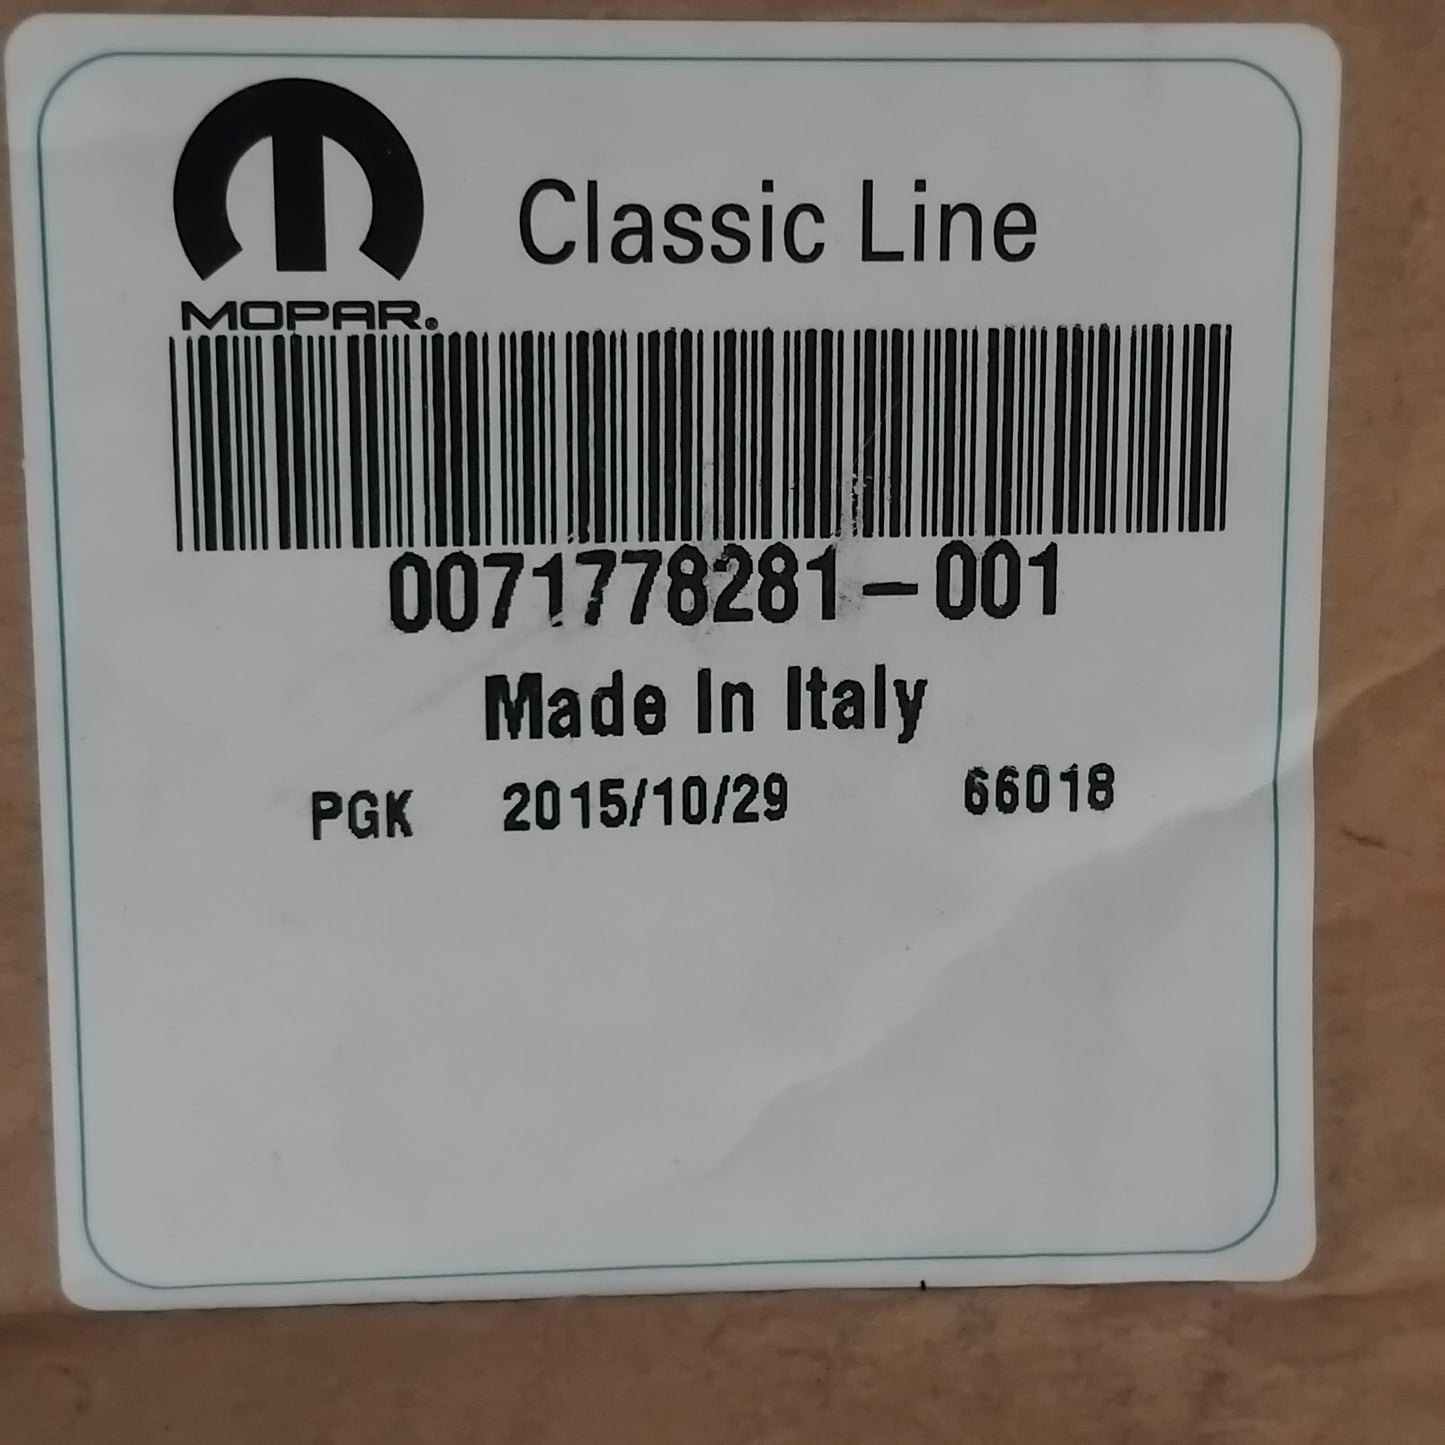 Classic Line
MOPAR®
0071778281-001
Made In Italy
PGK 2015/10/29 66018